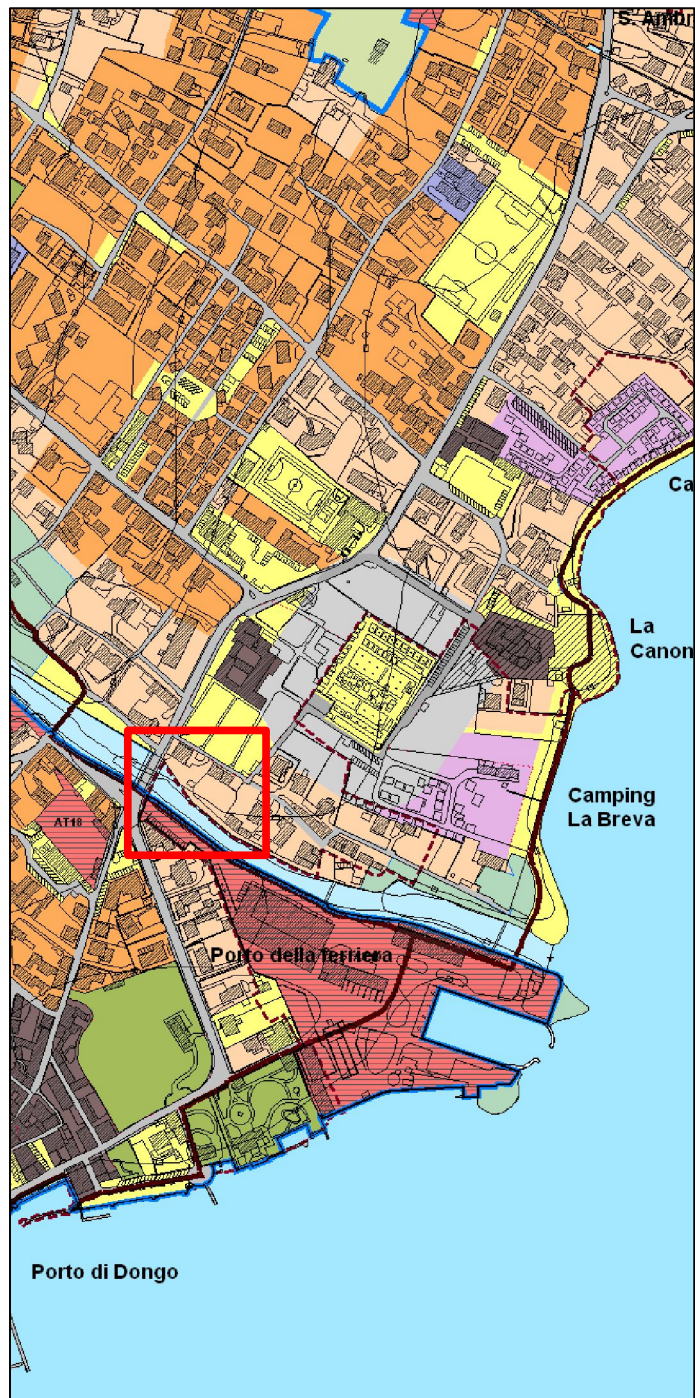 S. Ambr
Ca
La
Canon
Camping
La Breva
AT18
Porto della ferriera
Porto di Dongo